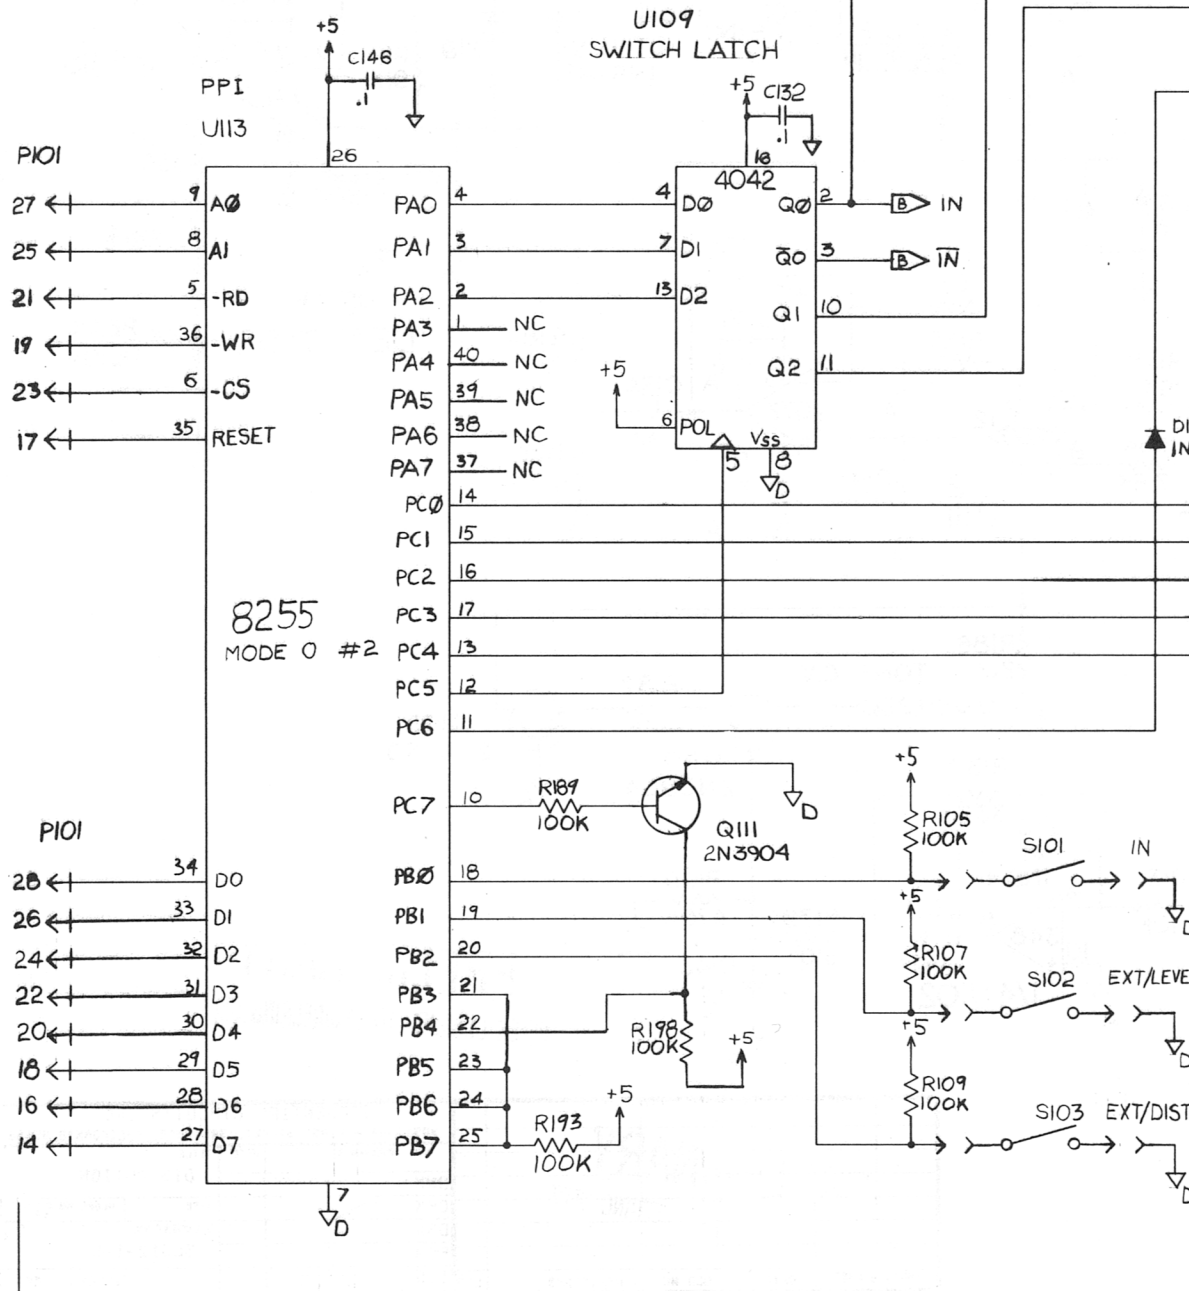 U109
SWITCH LATCH
+5
C146
.1
PPI
U113
26
+5
C132
.1
16
4042
P101
27 9 AØ
25 8 A1
21 5 -RD
19 36 -WR
23 6 -CS
17 35 RESET
PA0 4
PA1 3
PA2 2
PA3 1 NC
PA4 40 NC
PA5 39 NC
PA6 38 NC
PA7 37 NC
PCØ 14
PC1 15
PC2 16
PC3 17
PC4 13
PC5 12
PC6 11
PC7 10
4 DØ
7 D1
13 D2
+5
6 POL
5
VSS
8
D
QØ 2 B IN
Q̅0 3 B I̅N̅
Q1 10
Q2 11
D1
1N
8255
MODE 0 #2
R189
100K
Q111
2N3904
D
P101
28 34 D0
26 33 D1
24 32 D2
22 31 D3
20 30 D4
18 29 D5
16 28 D6
14 27 D7
PBØ 18
PB1 19
PB2 20
PB3 21
PB4 22
PB5 23
PB6 24
PB7 25
R198
100K
+5
R193
100K
+5
+5
R105
100K
S101 IN
D
+5
R107
100K
S102 EXT/LEVE
D
+5
R109
100K
S103 EXT/DIST
D
7
D